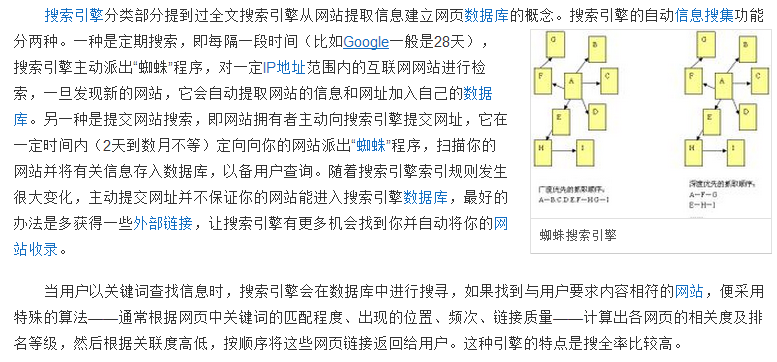 搜索引擎分类部分提到过全文搜索引擎从网站提取信息建立网页数据库的概念。搜索引擎的自动信息搜集功能
分两种。一种是定期搜索，即每隔一段时间（比如Google一般是28天），
搜索引擎主动派出“蜘蛛”程序，对一定IP地址范围内的互联网网站进行检
索，一旦发现新的网站，它会自动提取网站的信息和网址加入自己的数据
库。另一种是提交网站搜索，即网站拥有者主动向搜索引擎提交网址，它在
一定时间内（2天到数月不等）定向向你的网站派出“蜘蛛”程序，扫描你的
网站并将有关信息存入数据库，以备用户查询。随着搜索引擎索引规则发生
很大变化，主动提交网址并不保证你的网站能进入搜索引擎数据库，最好的
办法是多获得一些外部链接，让搜索引擎有更多机会找到你并自动将你的网
站收录。
G
B
F
A
C
E
D
H
I
广度优先的抓取顺序：
A－B.C.D.E.F－H.G－I
G
B
F
A
C
E
D
H
I
深度优先的抓取顺序：
A－F－G
E－H－I
蜘蛛搜索引擎
当用户以关键词查找信息时，搜索引擎会在数据库中进行搜寻，如果找到与用户要求内容相符的网站，便采用
特殊的算法——通常根据网页中关键词的匹配程度、出现的位置、频次、链接质量——计算出各网页的相关度及排
名等级，然后根据关联度高低，按顺序将这些网页链接返回给用户。这种引擎的特点是搜全率比较高。